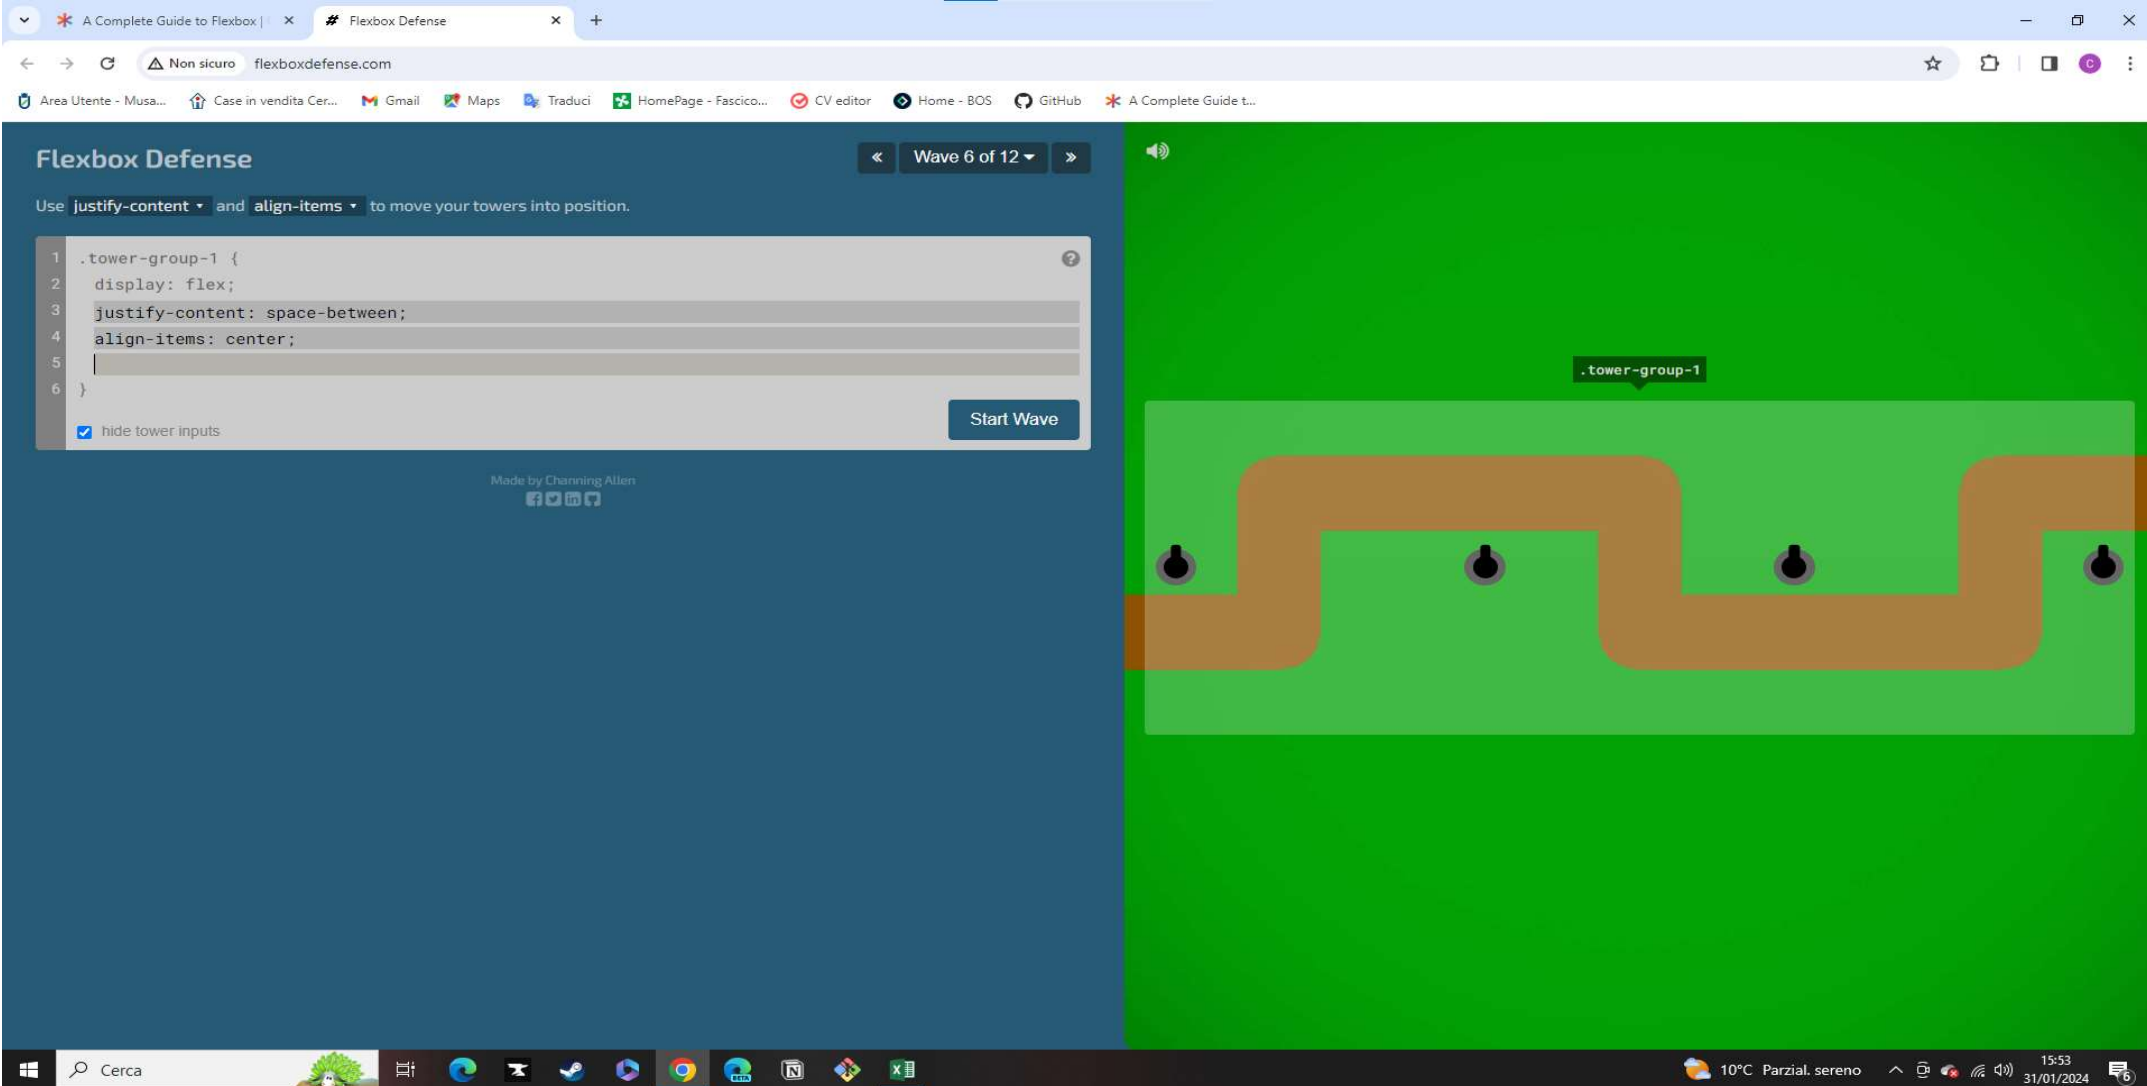 A Complete Guide to Flexbox |
Flexbox Defense
Non sicuro flexboxdefense.com
Area Utente - Musa...
Case in vendita Cer...
Gmail
Maps
Traduci
HomePage - Fascico...
CV editor
Home - BOS
GitHub
A Complete Guide t...
Flexbox Defense
« Wave 6 of 12 »
Use justify-content and align-items to move your towers into position.
1 .tower-group-1 {
2 display: flex;
3 justify-content: space-between;
4 align-items: center;
5
6 }
hide tower inputs
Start Wave
Made by Channing Allen
.tower-group-1
Cerca
BETA
10°C Parzial. sereno
15:53
31/01/2024
6